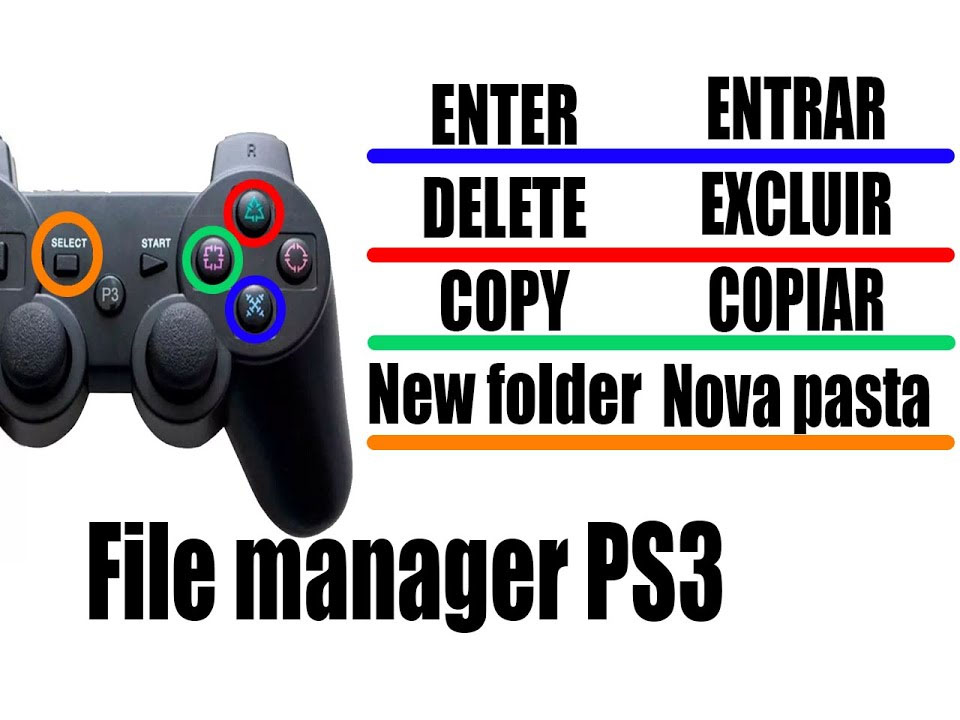 ENTER ENTRAR
DELETE EXCLUIR
COPY COPIAR
New folder Nova pasta
R
SELECT START
P3
File manager PS3